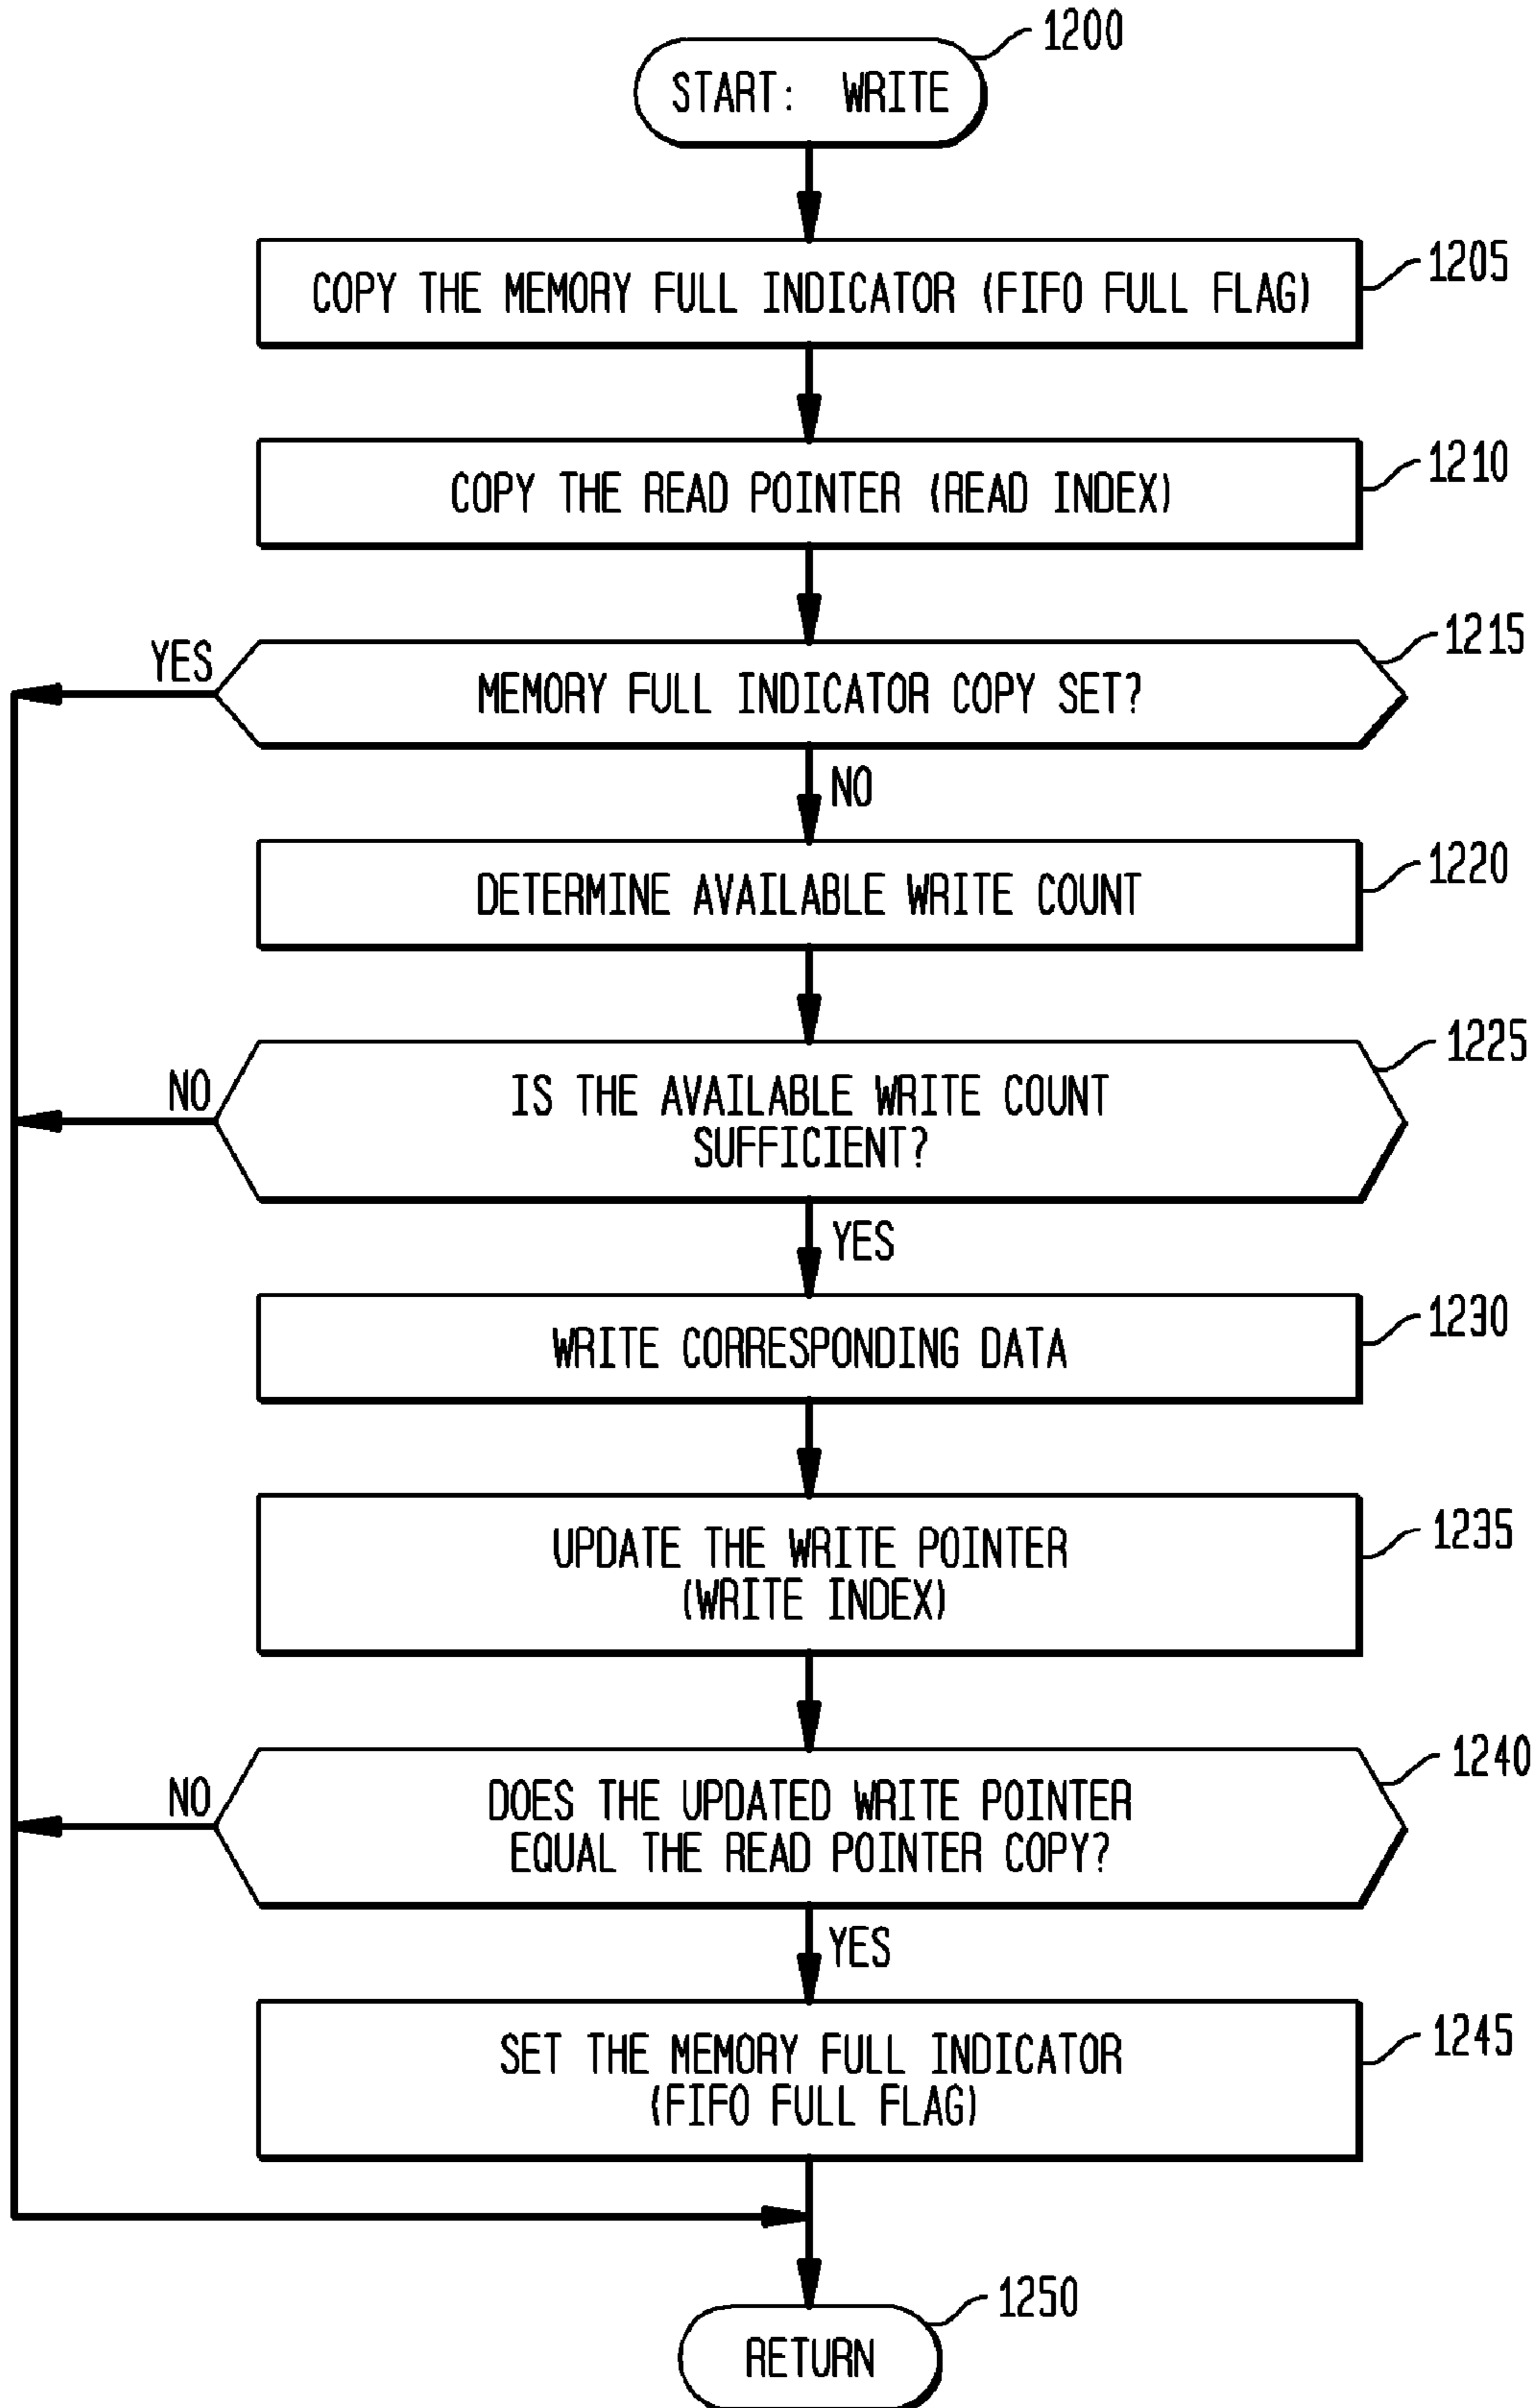 1200
START: WRITE
1205
COPY THE MEMORY FULL INDICATOR (FIFO FULL FLAG)
1210
COPY THE READ POINTER (READ INDEX)
1215
YES
MEMORY FULL INDICATOR COPY SET?
NO
1220
DETERMINE AVAILABLE WRITE COUNT
1225
NO
IS THE AVAILABLE WRITE COUNT
SUFFICIENT?
YES
1230
WRITE CORRESPONDING DATA
1235
UPDATE THE WRITE POINTER
(WRITE INDEX)
1240
NO
DOES THE UPDATED WRITE POINTER
EQUAL THE READ POINTER COPY?
YES
1245
SET THE MEMORY FULL INDICATOR
(FIFO FULL FLAG)
1250
RETURN